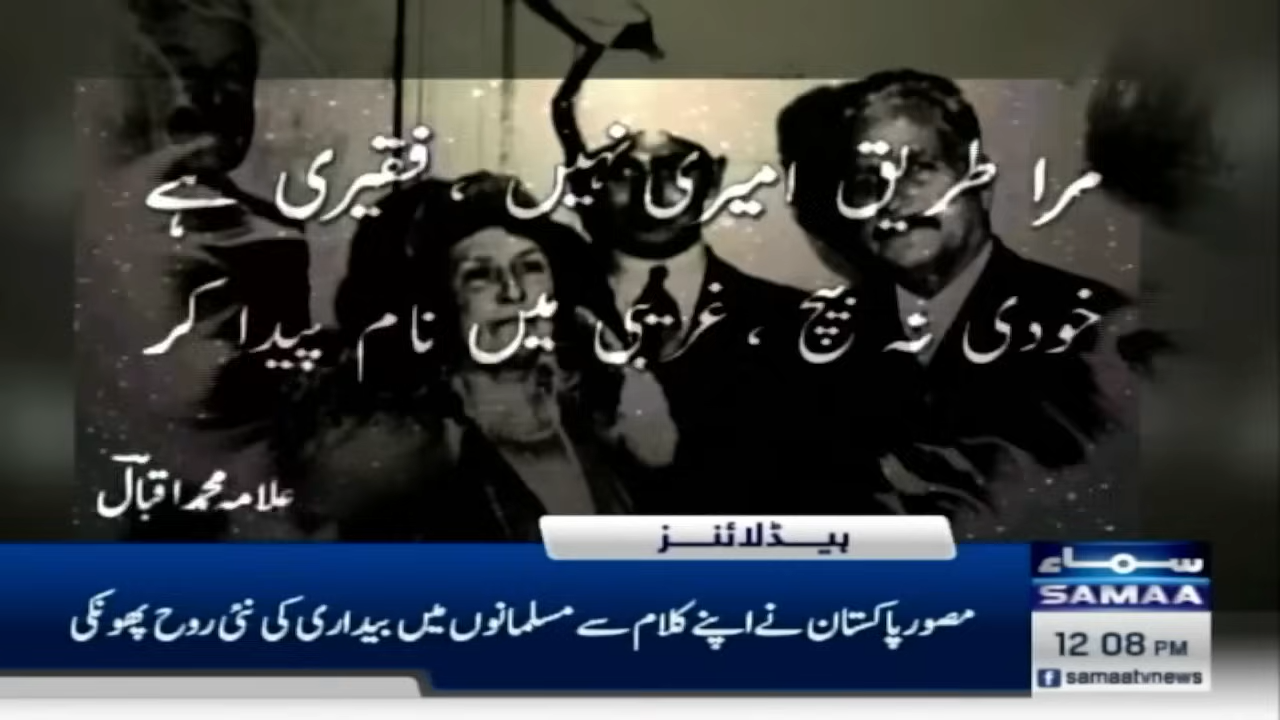 مرا طریق امیری نہیں ، فقیری ہے
خودی نہ بیچ ، غریبی میں نام پیدا کر
علامہ محمد اقبالؔ
ہیڈلائنز
مصور پاکستان نے اپنے کلام سے مسلمانوں میں بیداری کی نئی روح پھونکی
سماء
SAMAA
12 08 PM
samaatvnews